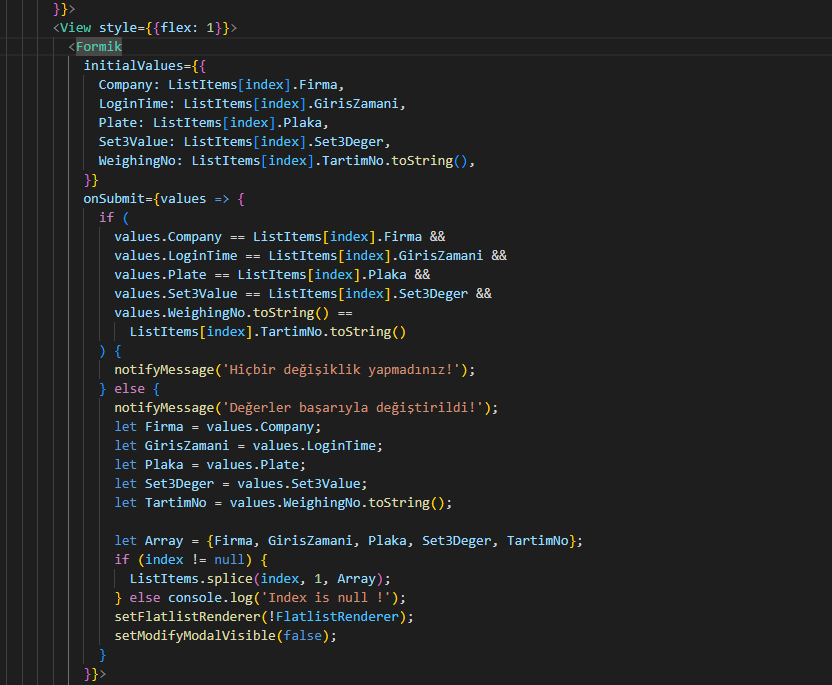 }}>
<View style={{flex: 1}}>
<Formik
initialValues={{
Company: ListItems[index].Firma,
LoginTime: ListItems[index].GirisZamani,
Plate: ListItems[index].Plaka,
Set3Value: ListItems[index].Set3Deger,
WeighingNo: ListItems[index].TartimNo.toString(),
}}
onSubmit={values => {
if (
values.Company == ListItems[index].Firma &&
values.LoginTime == ListItems[index].GirisZamani &&
values.Plate == ListItems[index].Plaka &&
values.Set3Value == ListItems[index].Set3Deger &&
values.WeighingNo.toString() ==
ListItems[index].TartimNo.toString()
) {
notifyMessage('Hiçbir değişiklik yapmadınız!');
} else {
notifyMessage('Değerler başarıyla değiştirildi!');
let Firma = values.Company;
let GirisZamani = values.LoginTime;
let Plaka = values.Plate;
let Set3Deger = values.Set3Value;
let TartimNo = values.WeighingNo.toString();
let Array = {Firma, GirisZamani, Plaka, Set3Deger, TartimNo};
if (index != null) {
ListItems.splice(index, 1, Array);
} else console.log('Index is null !');
setFlatlistRenderer(!FlatlistRenderer);
setModifyModalVisible(false);
}
}}>